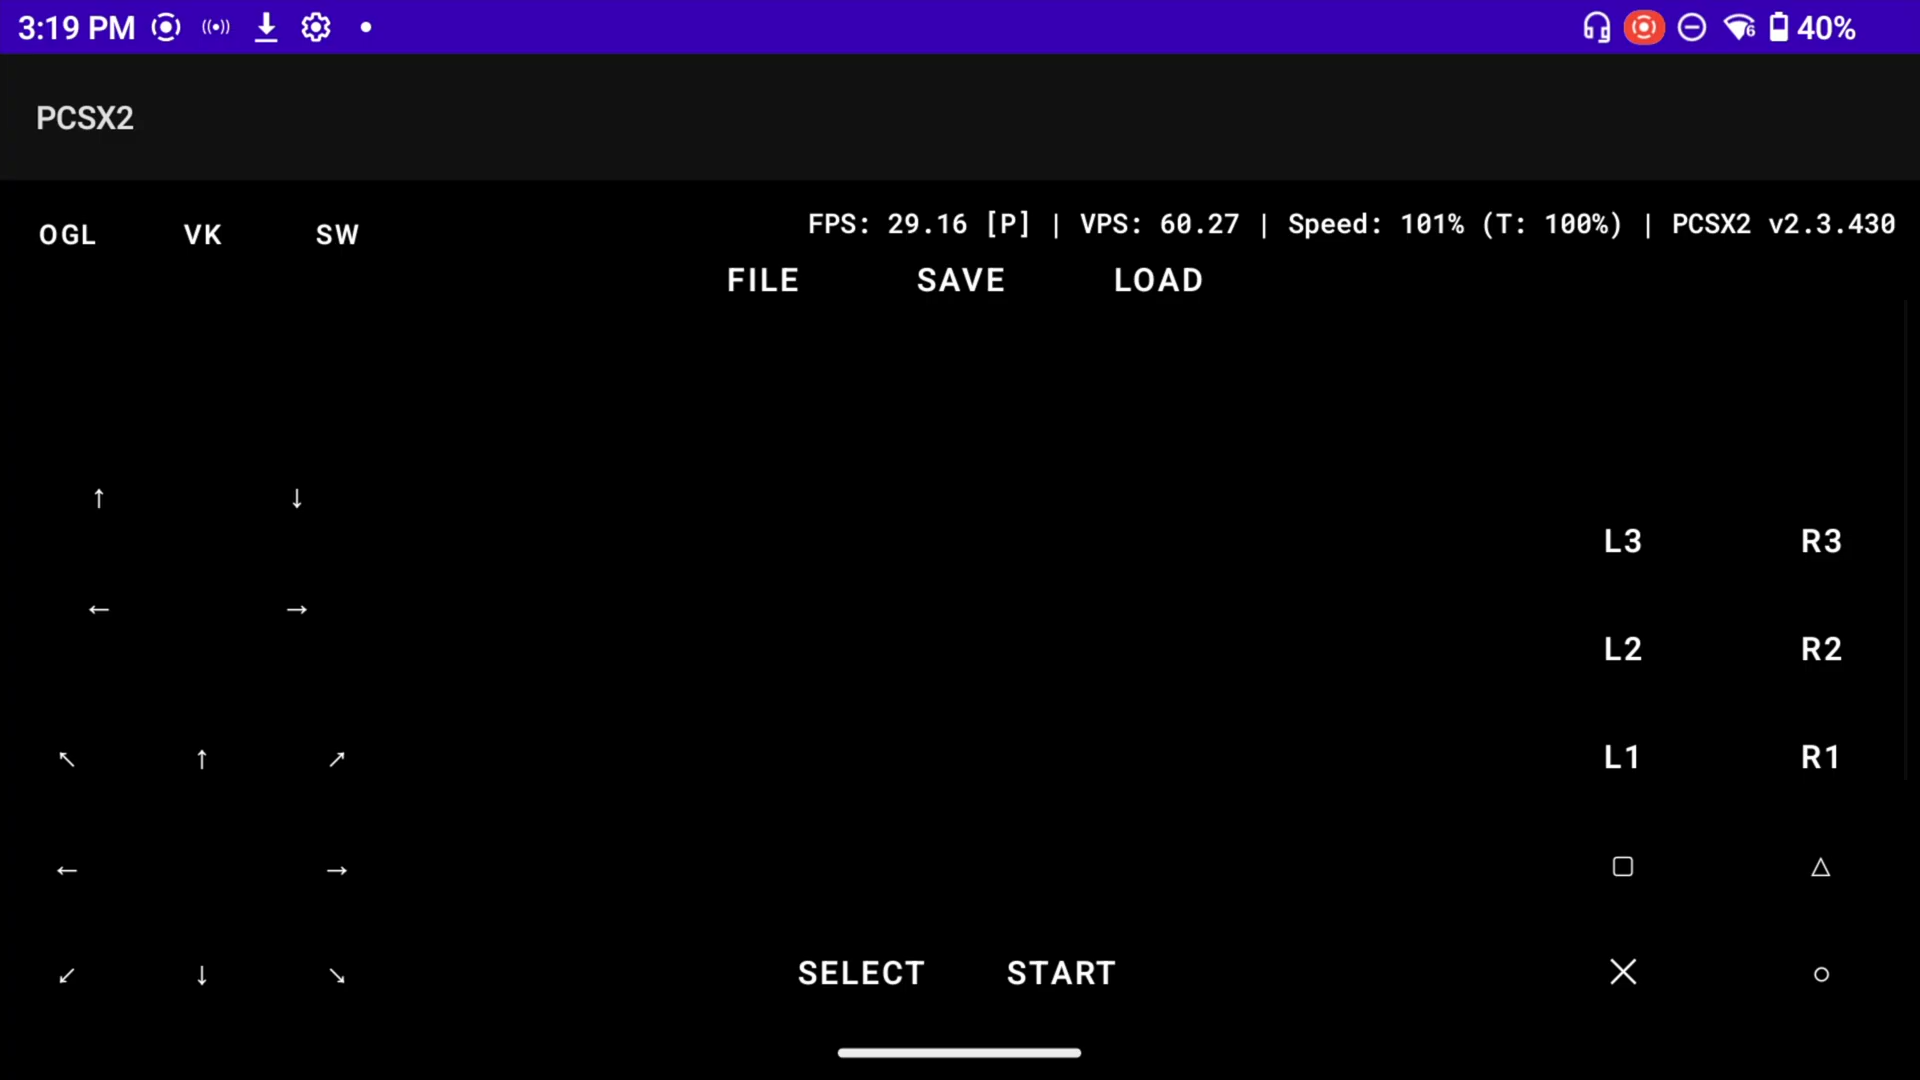 3:19 PM 40%
PCSX2
FPS: 29.16 [P] | VPS: 60.27 | Speed: 101% (T: 100%) | PCSX2 v2.3.430
OGL VK SW
FILE SAVE LOAD
↑ ↓
L3 R3
← →
L2 R2
↖ ↑ ↗
L1 R1
← →
□ △
↙ ↓ ↘
SELECT START
× ○